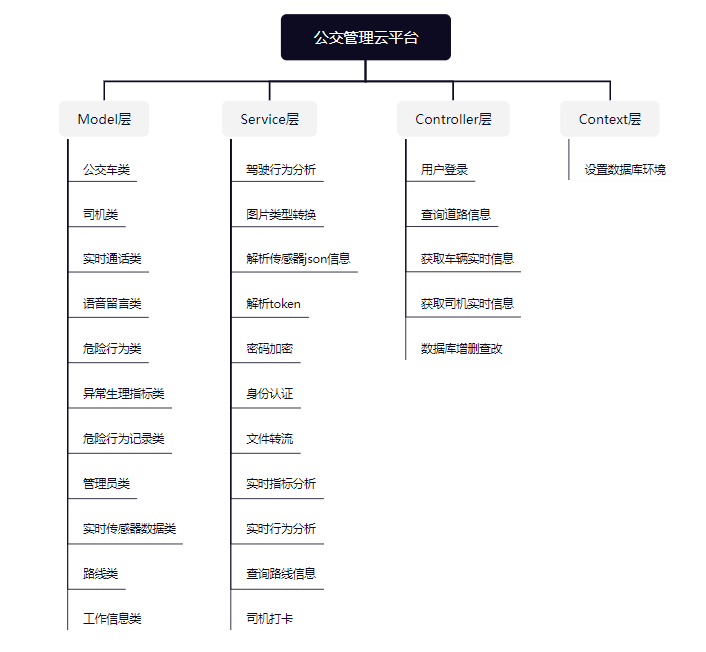 公交管理云平台
Model层
公交车类
司机类
实时通话类
语音留言类
危险行为类
异常生理指标类
危险行为记录类
管理员类
实时传感器数据类
路线类
工作信息类
Service层
驾驶行为分析
图片类型转换
解析传感器json信息
解析token
密码加密
身份认证
文件转流
实时指标分析
实时行为分析
查询路线信息
司机打卡
Controller层
用户登录
查询道路信息
获取车辆实时信息
获取司机实时信息
数据库增删查改
Context层
设置数据库环境